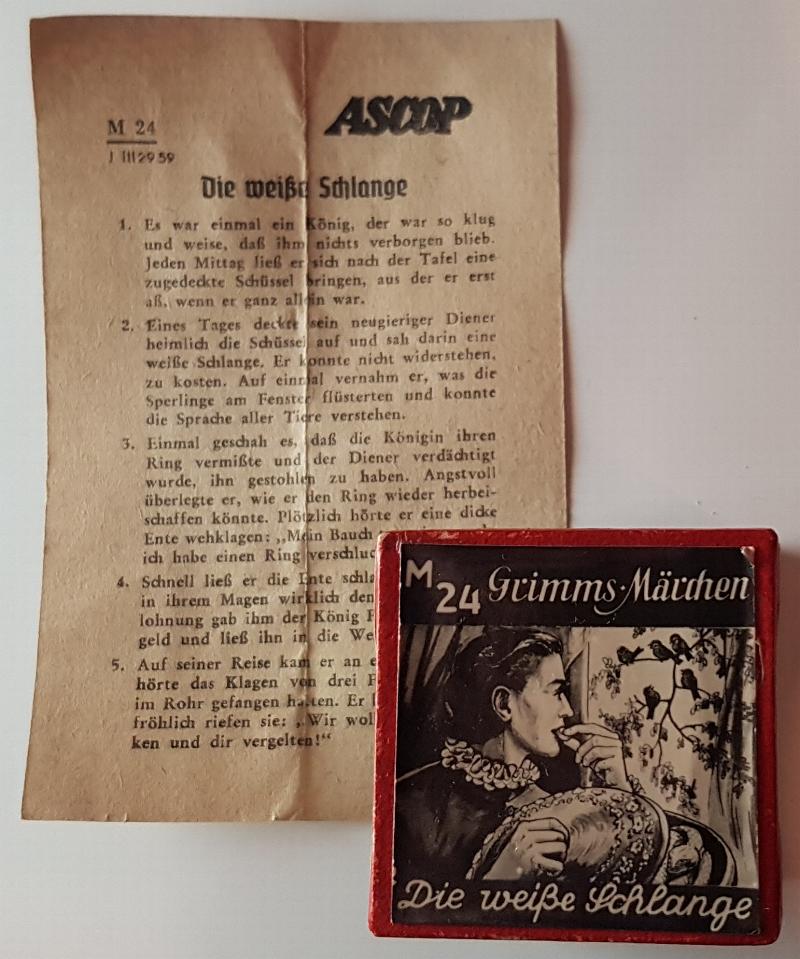 M 24
ASCOP
J III 29 59
Die weiße Schlange
1. Es war einmal ein König, der war so klug
und weise, daß ihm nichts verborgen blieb.
Jeden Mittag ließ er sich nach der Tafel eine
zugedeckte Schüssel bringen, aus der er erst
aß, wenn er ganz allein war.
2. Eines Tages deckte sein neugieriger Diener
heimlich die Schüssel auf und sah darin eine
weiße Schlange. Er konnte nicht widerstehen,
zu kosten. Auf einmal vernahm er, was die
Sperlinge am Fenster flüsterten und konnte
die Sprache aller Tiere verstehen.
3. Einmal geschah es, daß die Königin ihren
Ring vermißte und der Diener verdächtigt
wurde, ihn gestohlen zu haben. Angstvoll
überlegte er, wie er den Ring wieder herbei-
schaffen könnte. Plötzlich hörte er eine dicke
Ente wehklagen: „Mein Bauch
ich habe einen Ring verschluc
4. Schnell ließ er die Ente schla
in ihrem Magen wirklich den
lohnung gab ihm der König
geld und ließ ihn in die We
5. Auf seiner Reise kam er an e
hörte das Klagen von drei
im Rohr gefangen hatten. Er
fröhlich riefen sie: „Wir wol
ken und dir vergelten!“
M 24 Grimms-Märchen
Die weiße Schlange